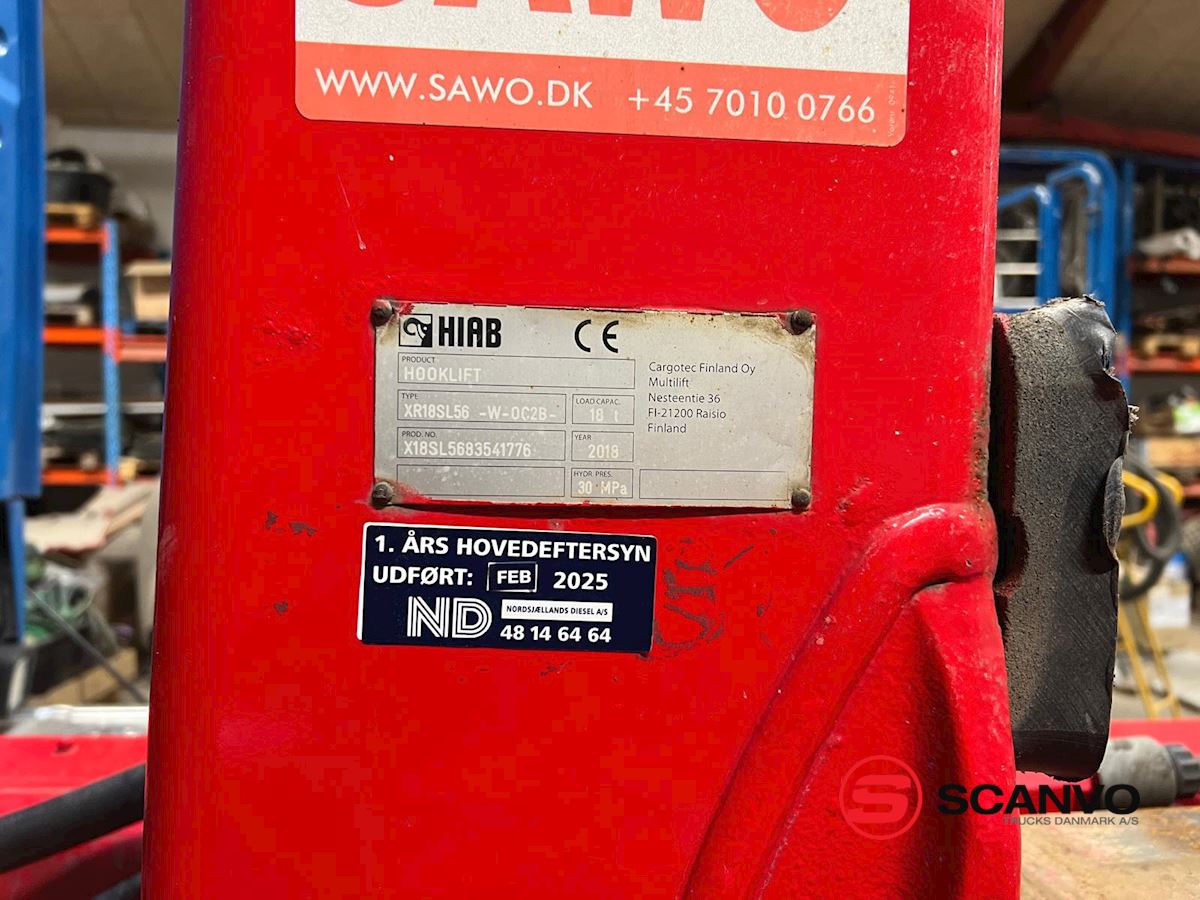 SAWO
WWW.SAWO.DK +45 7010 0766
HIAB CE
PRODUCT
HOOKLIFT
TYPE
XR18SL56 -W-0C2B-
LOAD CAPAC.
18 t
PROD. NO.
X18SL5683541776
YEAR
2018
HYDR. PRES.
30 MPa
Cargotec Finland Oy
Multilift
Nesteentie 36
FI-21200 Raisio
Finland
1. ÅRS HOVEDEFTERSYN
UDFØRT: FEB 2025
ND NORDSJÆLLANDS DIESEL A/S
48 14 64 64
S SCANVO
TRUCKS DANMARK A/S